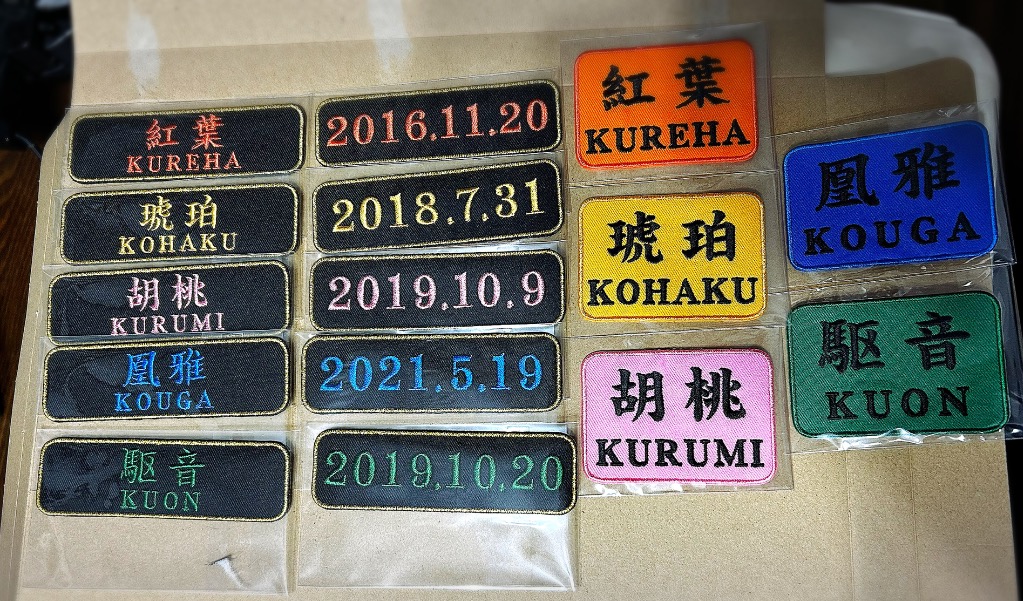 紅葉
KUREHA
2016.11.20
琥珀
KOHAKU
2018.7.31
胡桃
KURUMI
2019.10.9
凰雅
KOUGA
2021.5.19
駆音
KUON
2019.10.20
紅葉
KUREHA
琥珀
KOHAKU
胡桃
KURUMI
凰雅
KOUGA
駈音
KUON